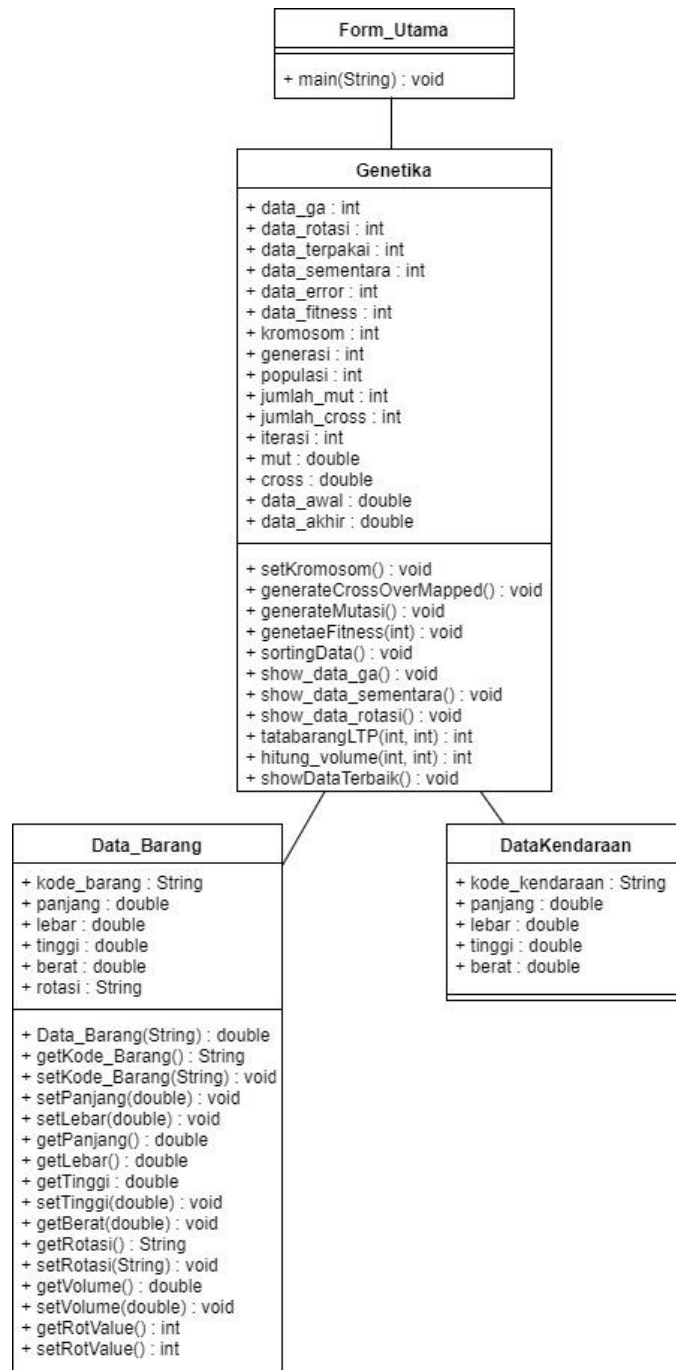 Form_Utama
+ main(String) : void
Genetika
+ data_ga : int
+ data_rotasi : int
+ data_terpakai : int
+ data_sementara : int
+ data_error : int
+ data_fitness : int
+ kromosom : int
+ generasi : int
+ populasi : int
+ jumlah_mut : int
+ jumlah_cross : int
+ iterasi : int
+ mut : double
+ cross : double
+ data_awal : double
+ data_akhir : double
+ setKromosom() : void
+ generateCrossOverMapped() : void
+ generateMutasi() : void
+ genetaeFitness(int) : void
+ sortingData() : void
+ show_data_ga() : void
+ show_data_sementara() : void
+ show_data_rotasi() : void
+ tatabarangLTP(int, int) : int
+ hitung_volume(int, int) : int
+ showDataTerbaik() : void
Data_Barang
+ kode_barang : String
+ panjang : double
+ lebar : double
+ tinggi : double
+ berat : double
+ rotasi : String
+ Data_Barang(String) : double
+ getKode_Barang() : String
+ setKode_Barang(String) : void
+ setPanjang(double) : void
+ setLebar(double) : void
+ getPanjang() : double
+ getLebar() : double
+ getTinggi : double
+ setTinggi(double) : void
+ getBerat(double) : void
+ getRotasi() : String
+ setRotasi(String) : void
+ getVolume() : double
+ setVolume(double) : void
+ getRotValue() : int
+ setRotValue() : int
DataKendaraan
+ kode_kendaraan : String
+ panjang : double
+ lebar : double
+ tinggi : double
+ berat : double